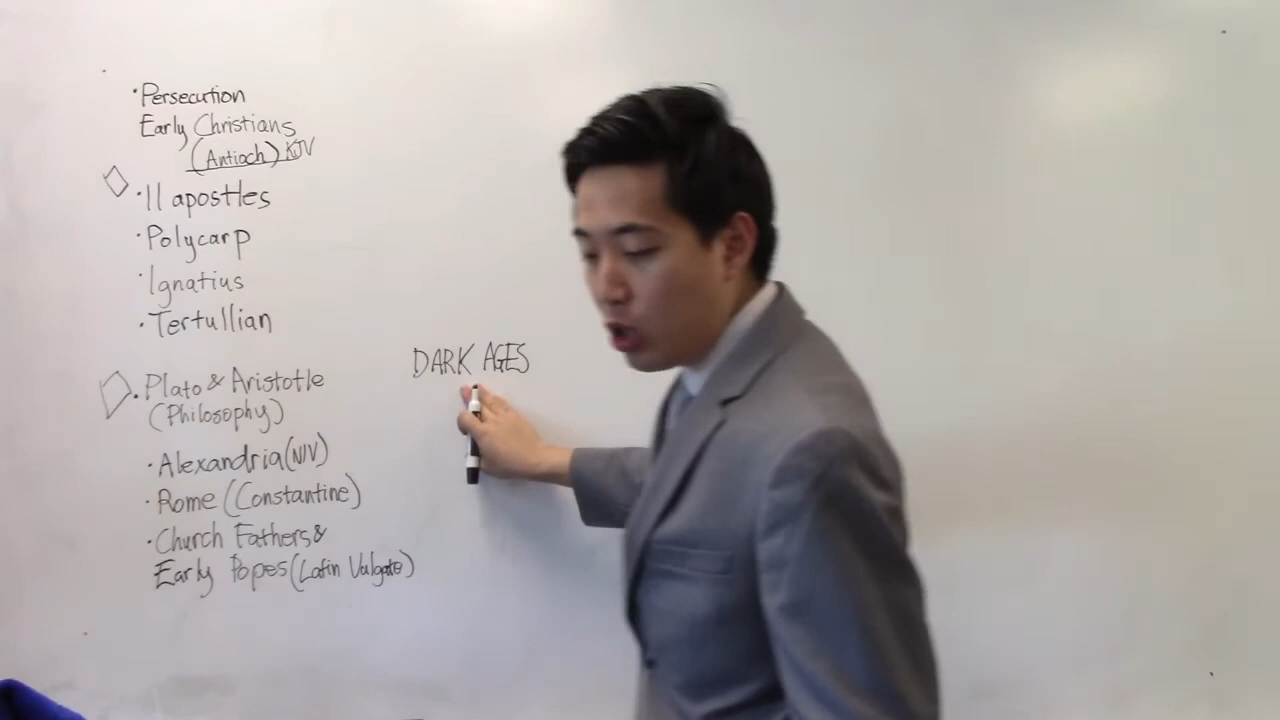 • Persecution
Early Christians
(Antioch) KJV
• 11 apostles
• Polycarp
• Ignatius
• Tertullian
• Plato & Aristotle
(Philosophy)
• Alexandria (NIV)
• Rome (Constantine)
• Church Fathers &
Early Popes (Latin Vulgate)
DARK AGES